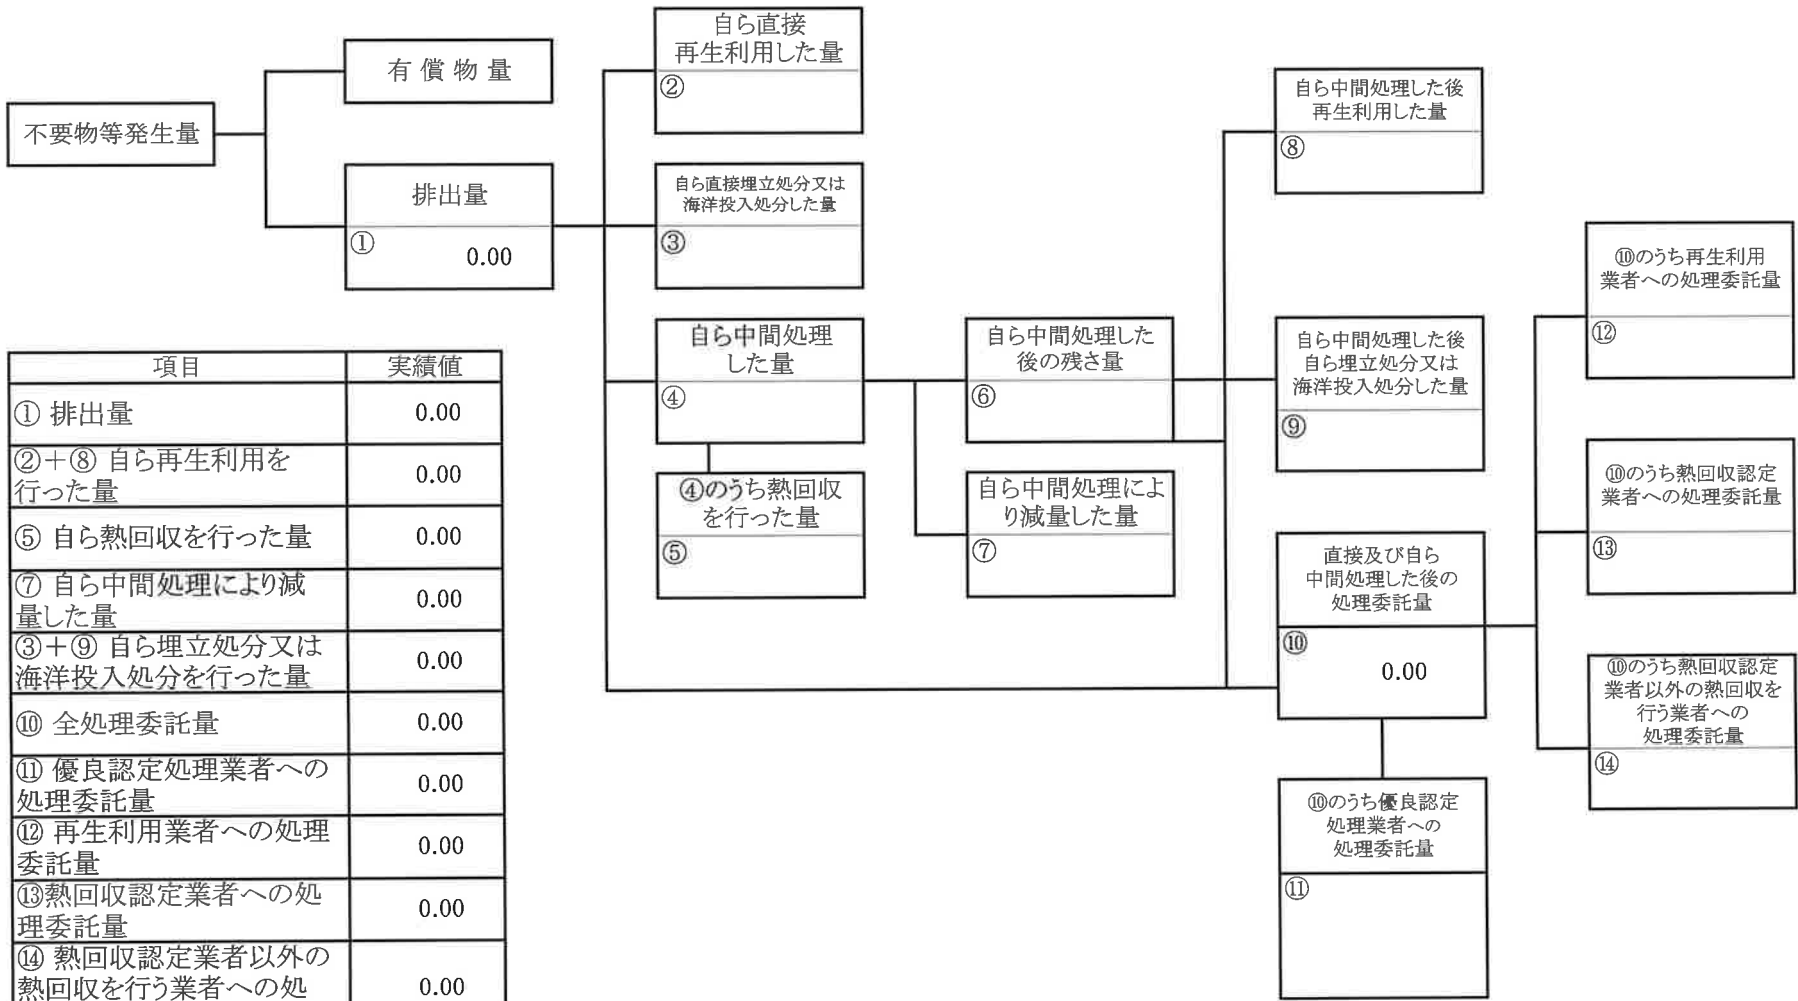 不要物等発生量
有 償 物 量
排出量
①
0.00
自ら直接
再生利用した量
②
自ら直接埋立処分又は
海洋投入処分した量
③
自ら中間処理
した量
④
④のうち熱回収
を行った量
⑤
自ら中間処理した
後の残さ量
⑥
自ら中間処理によ
り減量した量
⑦
自ら中間処理した後
再生利用した量
⑧
自ら中間処理した後
自ら埋立処分又は
海洋投入処分した量
⑨
直接及び自ら
中間処理した後の
処理委託量
⑩
0.00
⑩のうち優良認定
処理業者への
処理委託量
⑪
⑩のうち再生利用
業者への処理委託量
⑫
⑩のうち熱回収認定
業者への処理委託量
⑬
⑩のうち熱回収認定
業者以外の熱回収を
行う業者への
処理委託量
⑭
項目 実績値
① 排出量 0.00
②+⑧ 自ら再生利用を
行った量 0.00
⑤ 自ら熱回収を行った量 0.00
⑦ 自ら中間処理により減
量した量 0.00
③+⑨ 自ら埋立処分又は
海洋投入処分を行った量 0.00
⑩ 全処理委託量 0.00
⑪ 優良認定処理業者への
処理委託量 0.00
⑫ 再生利用業者への処理
委託量 0.00
⑬熱回収認定業者への処
理委託量 0.00
⑭ 熱回収認定業者以外の
熱回収を行う業者への処 0.00